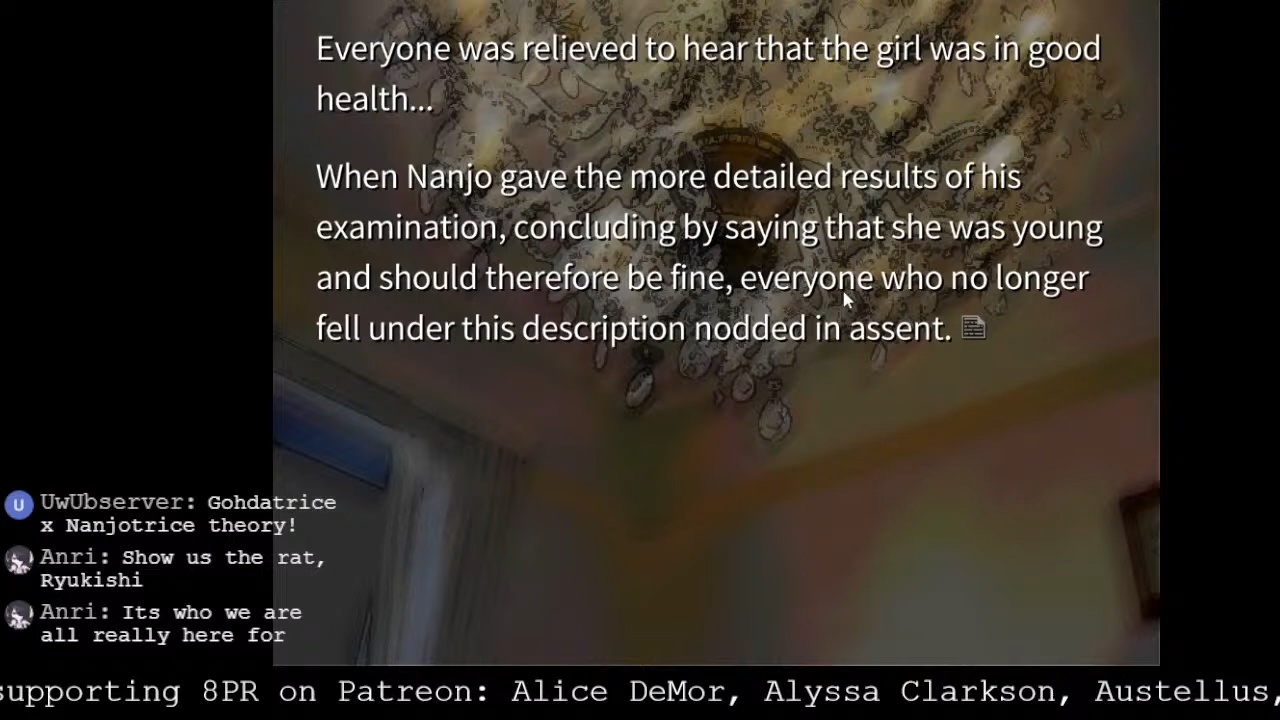 Everyone was relieved to hear that the girl was in good
health...
When Nanjo gave the more detailed results of his
examination, concluding by saying that she was young
and should therefore be fine, everyone who no longer
fell under this description nodded in assent.
U UwUbserver: Gohdatrice
x Nanjotrice theory!
Anri: Show us the rat,
Ryukishi
Anri: Its who we are
all really here for
supporting 8PR on Patreon: Alice DeMor, Alyssa Clarkson, Austellus,